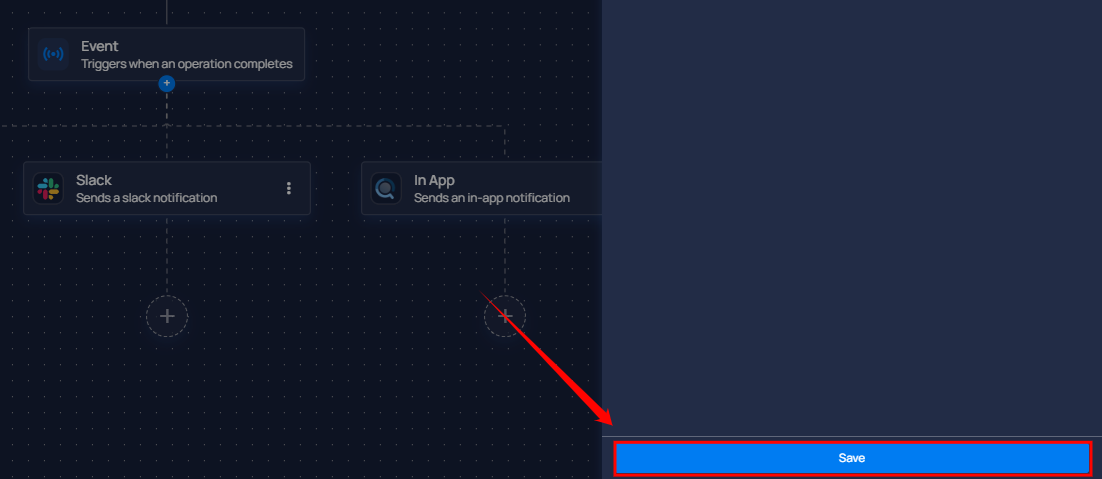 Event
Triggers when an operation completes
Slack
Sends a slack notification
In App
Sends an in-app notification
Save